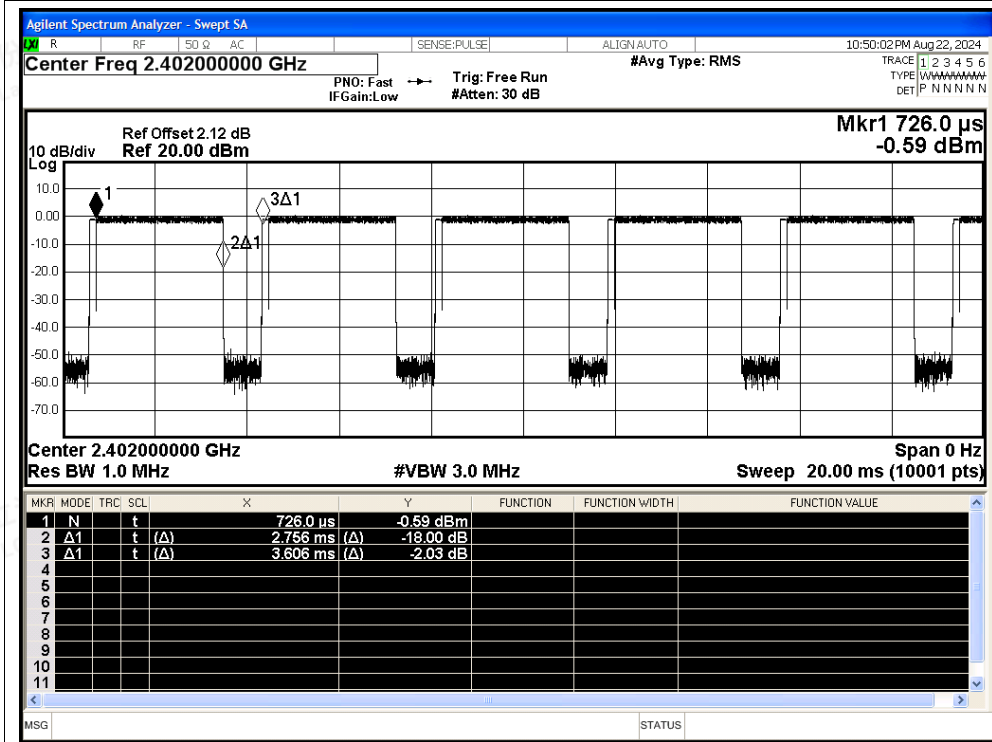 Agilent Spectrum Analyzer - Swept SA
LXI R RF 50 Ω AC SENSE:PULSE ALIGN AUTO 10:50:02 PM Aug 22, 2024
Center Freq 2.402000000 GHz #Avg Type: RMS TRACE 1 2 3 4 5 6
PNO: Fast Trig: Free Run TYPE
IFGain:Low #Atten: 30 dB DET P N N N N N
Mkr1 726.0 µs
Ref Offset 2.12 dB
10 dB/div Ref 20.00 dBm -0.59 dBm
Log
10.0
1
3Δ1
0.00
2Δ1
-10.0
-20.0
-30.0
-40.0
-50.0
-60.0
-70.0
Center 2.402000000 GHz Span 0 Hz
Res BW 1.0 MHz #VBW 3.0 MHz Sweep 20.00 ms (10001 pts)
MKR MODE TRC SCL X Y FUNCTION FUNCTION WIDTH FUNCTION VALUE
1 N t 726.0 µs -0.59 dBm
2 Δ1 t (Δ) 2.756 ms (Δ) -18.00 dB
3 Δ1 t (Δ) 3.606 ms (Δ) -2.03 dB
4
5
6
7
8
9
10
11
MSG STATUS